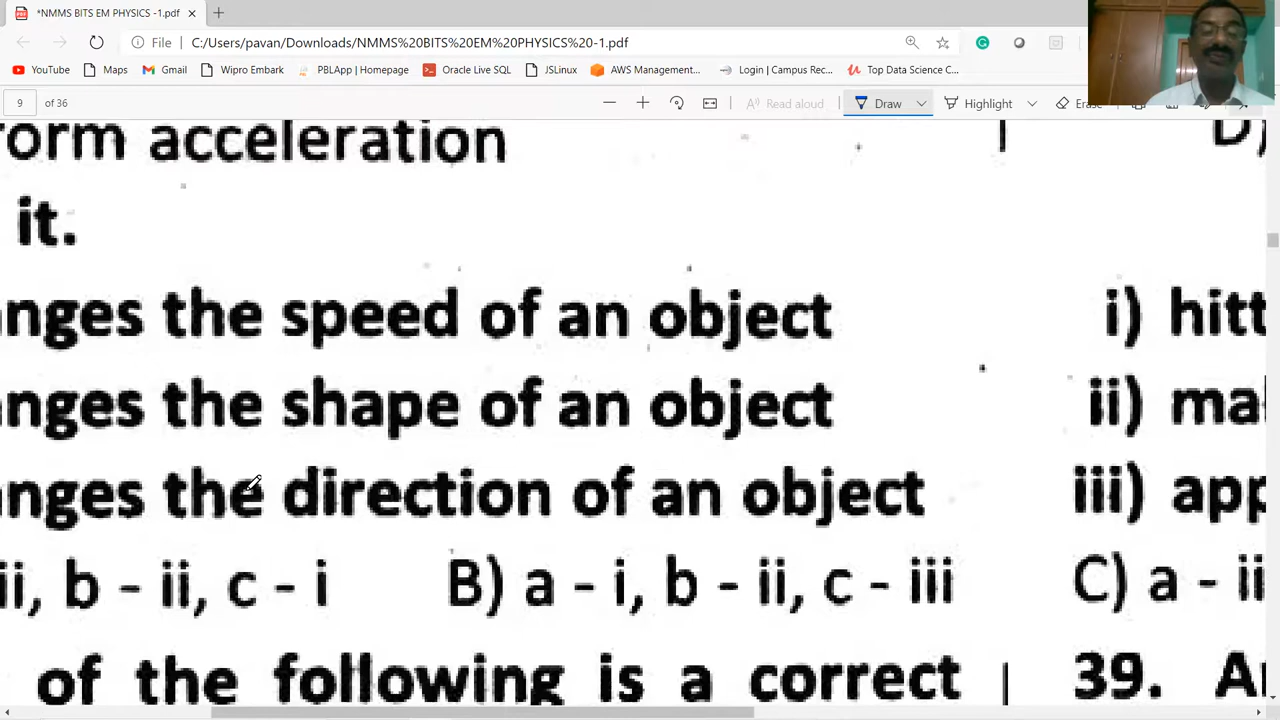 *NMMS BITS EM PHYSICS -1.pdf
File C:/Users/pavan/Downloads/NMMS%20BITS%20EM%20PHYSICS%20-1.pdf
YouTube Maps Gmail Wipro Embark PBLApp | Homepage Oracle Live SQL JSLinux AWS Management... Login | Campus Rec... Top Data Science C...
9 of 36 Read aloud Draw Highlight Erase
orm acceleration D)
it.
anges the speed of an object i) hitt
anges the shape of an object ii) ma
anges the direction of an object iii) app
ii, b - ii, c - i B) a - i, b - ii, c - iii C) a - ii
of the following is a correct 39. A